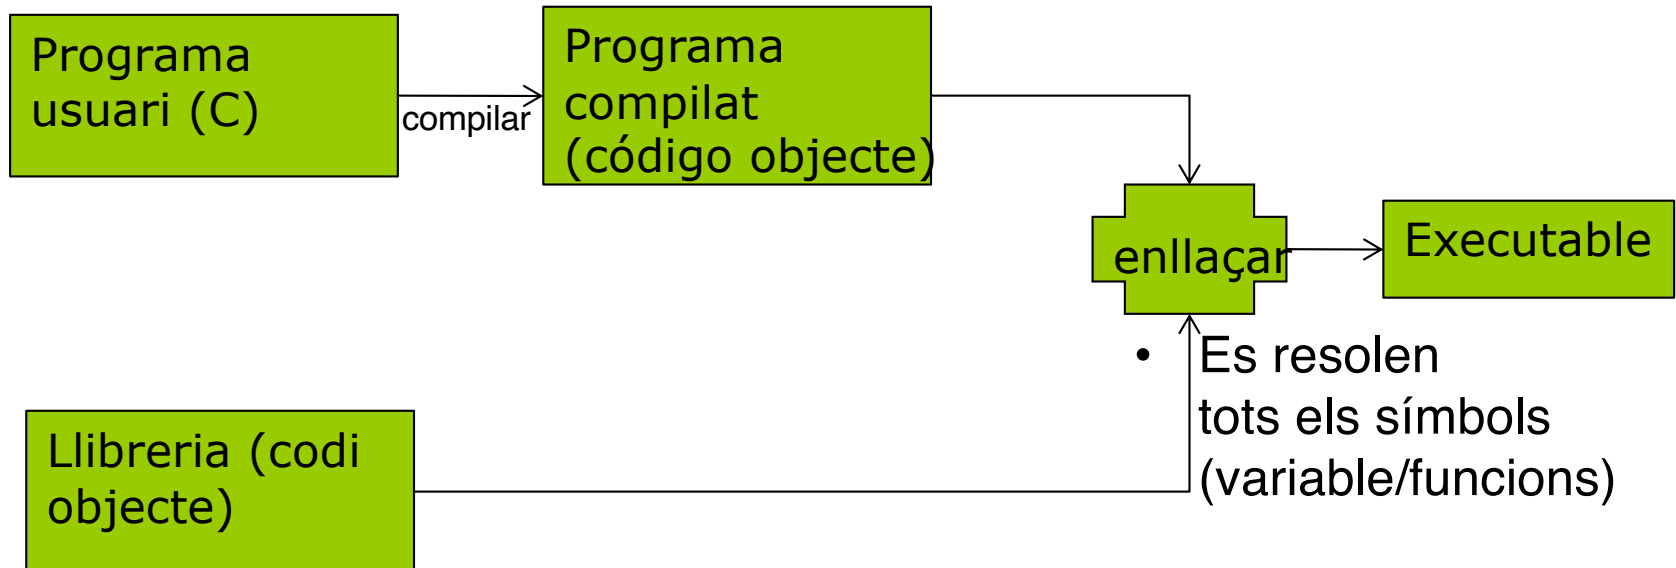 Programa
usuari (C)
compilar
Programa
compilat
(código objecte)
enllaçar
Executable
• Es resolen
tots els símbols
(variable/funcions)
Llibreria (codi
objecte)